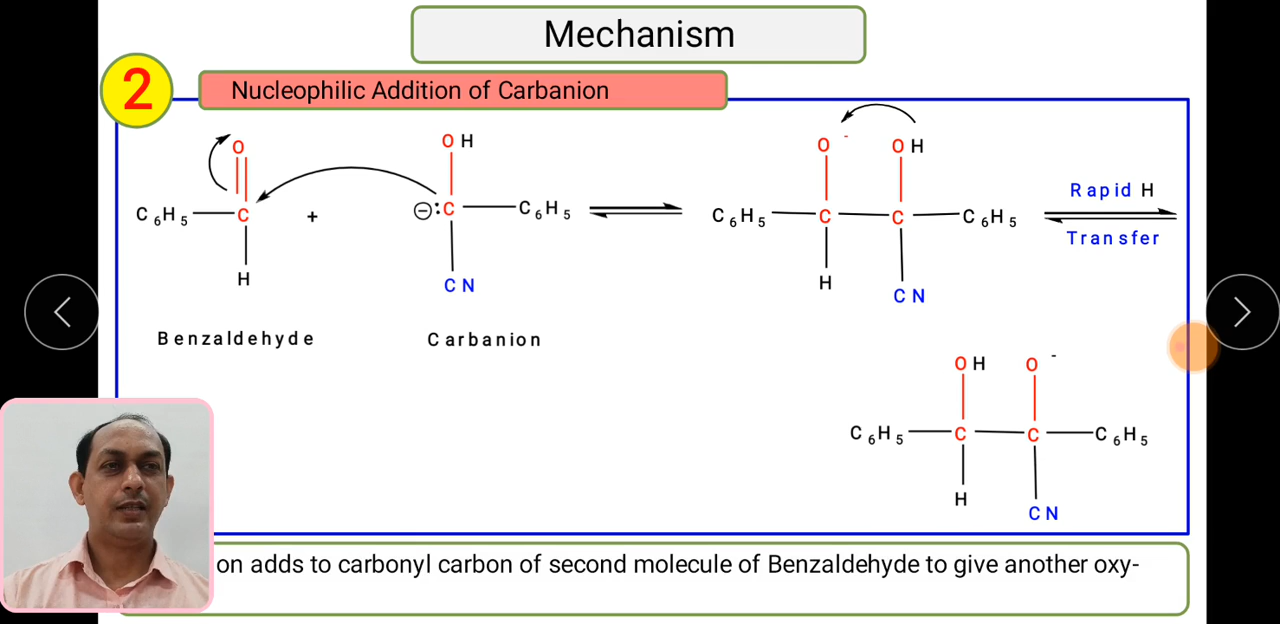 Mechanism
2
Nucleophilic Addition of Carbanion
O
C6H5 C
H
+
OH
⊖:C C6H5
CN
O - OH
C6H5 C C C6H5
H CN
Rapid H
Transfer
Benzaldehyde
Carbanion
OH O -
C6H5 C C C6H5
H CN
on adds to carbonyl carbon of second molecule of Benzaldehyde to give another oxy-